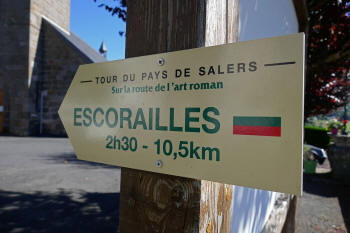 TOUR DU PAYS DE SALERS
Sur la route de l'art roman
ESCORAILLES
2h30 - 10,5km